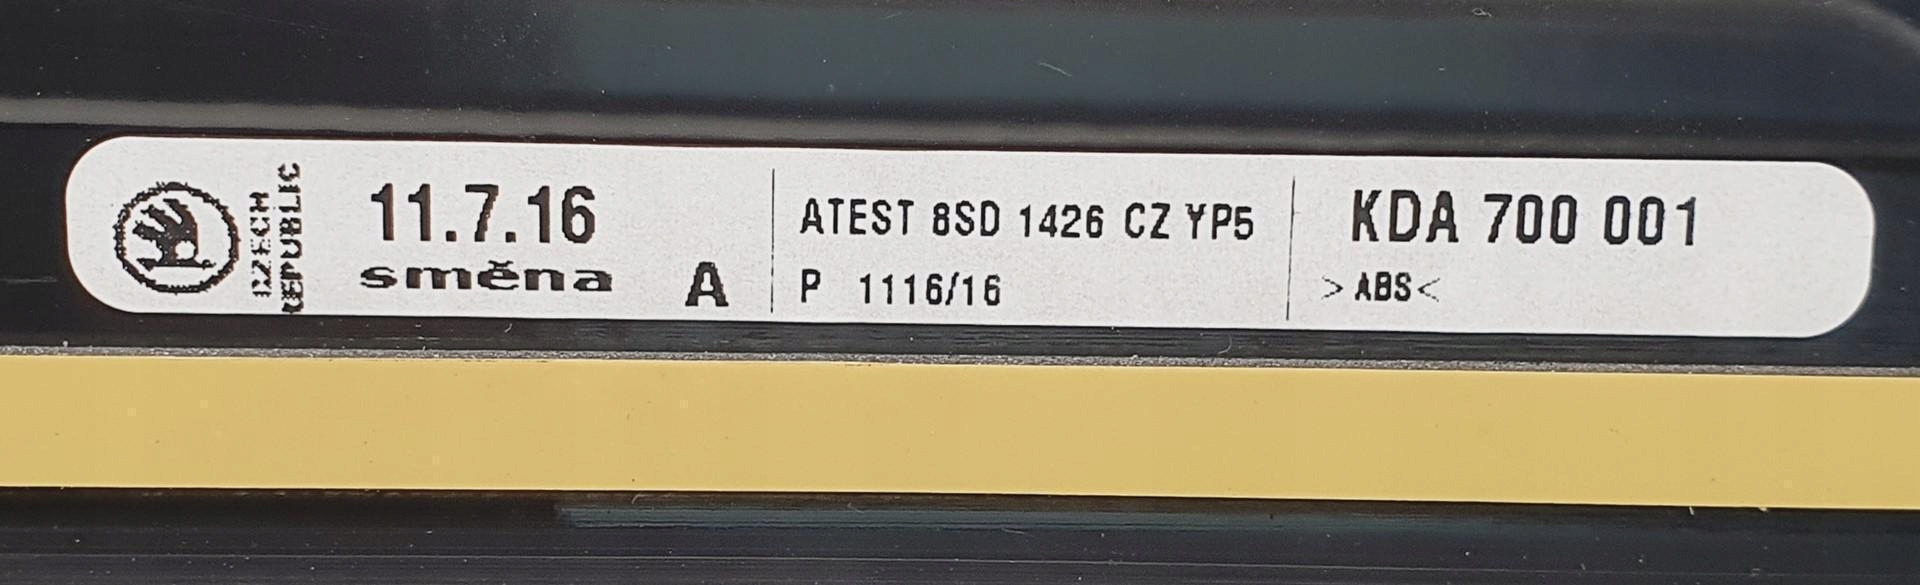 CZECH
REPUBLIC
11.7.16
směna A
ATEST 8SD 1426 CZ YP5
P 1116/16
KDA 700 001
>ABS<